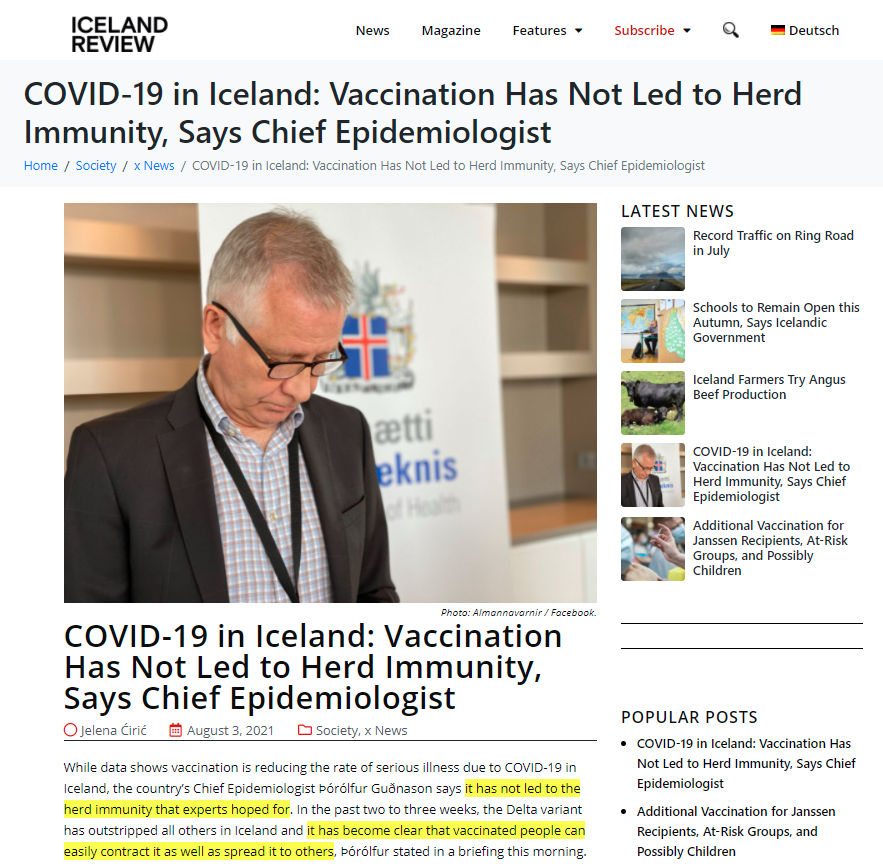 ICELAND
REVIEW
News
Magazine
Features
Subscribe
Deutsch
COVID-19 in Iceland: Vaccination Has Not Led to Herd
Immunity, Says Chief Epidemiologist
Home / Society / x News / COVID-19 in Iceland: Vaccination Has Not Led to Herd Immunity, Says Chief Epidemiologist
ætti
eknis
of Health
Photo: Almannavarnir / Facebook.
COVID-19 in Iceland: Vaccination
Has Not Led to Herd Immunity,
Says Chief Epidemiologist
Jelena Ćirić
August 3, 2021
Society, x News
While data shows vaccination is reducing the rate of serious illness due to COVID-19 in
Iceland, the country's Chief Epidemiologist Þórólfur Guðnason says it has not led to the
herd immunity that experts hoped for. In the past two to three weeks, the Delta variant
has outstripped all others in Iceland and it has become clear that vaccinated people can
easily contract it as well as spread it to others, Þórólfur stated in a briefing this morning.
LATEST NEWS
Record Traffic on Ring Road
in July
Schools to Remain Open this
Autumn, Says Icelandic
Government
Iceland Farmers Try Angus
Beef Production
COVID-19 in Iceland:
Vaccination Has Not Led to
Herd Immunity, Says Chief
Epidemiologist
Additional Vaccination for
Janssen Recipients, At-Risk
Groups, and Possibly
Children
POPULAR POSTS
COVID-19 in Iceland: Vaccination Has
Not Led to Herd Immunity, Says Chief
Epidemiologist
Additional Vaccination for Janssen
Recipients, At-Risk Groups, and
Possibly Children